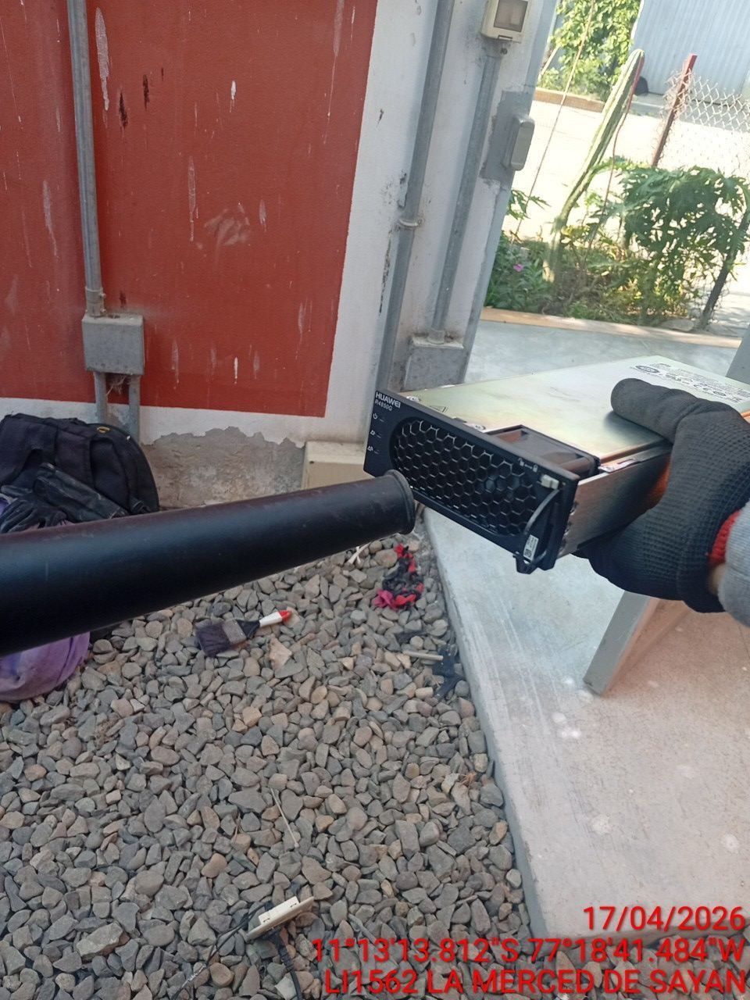 HUAWEI
R4850G
17/04/2026
11°13'13.812"S 77°18'41.484"W
LI1562 LA MERCED DE SAYAN